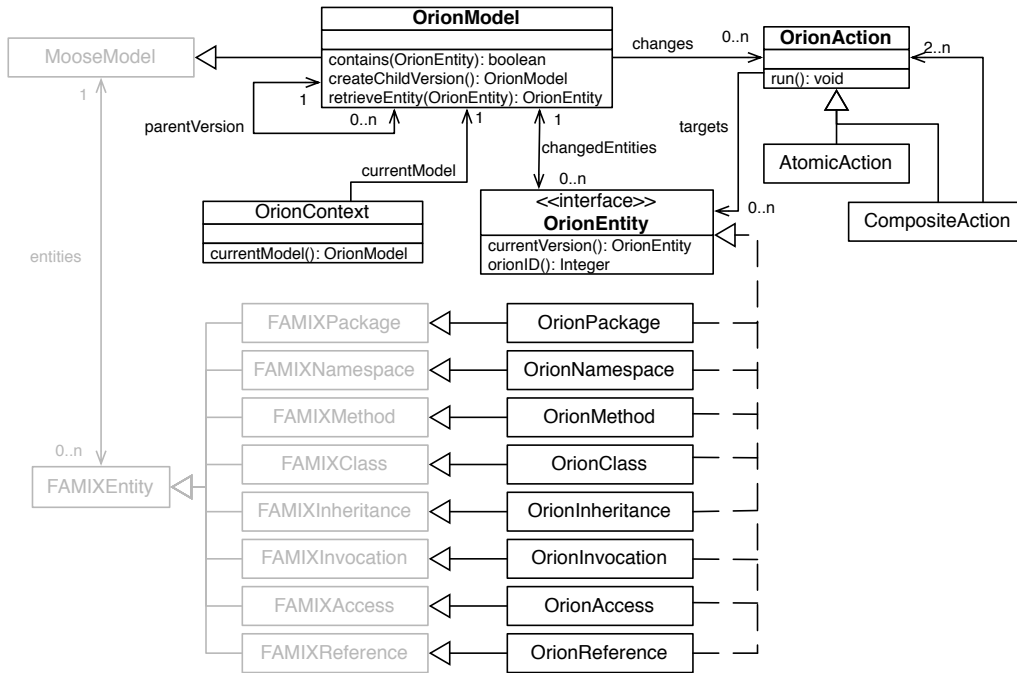 OrionModel
contains(OrionEntity): boolean
createChildVersion(): OrionModel
retrieveEntity(OrionEntity): OrionEntity
MooseModel
changes
0..n
OrionAction
run(): void
2..n
1
1
parentVersion
0..n
1
1
changedEntities
0..n
targets
0..n
AtomicAction
CompositeAction
currentModel
OrionContext
currentModel(): OrionModel
<<interface>>
OrionEntity
currentVersion(): OrionEntity
orionID(): Integer
entities
0..n
FAMIXEntity
FAMIXPackage
OrionPackage
FAMIXNamespace
OrionNamespace
FAMIXMethod
OrionMethod
FAMIXClass
OrionClass
FAMIXInheritance
OrionInheritance
FAMIXInvocation
OrionInvocation
FAMIXAccess
OrionAccess
FAMIXReference
OrionReference